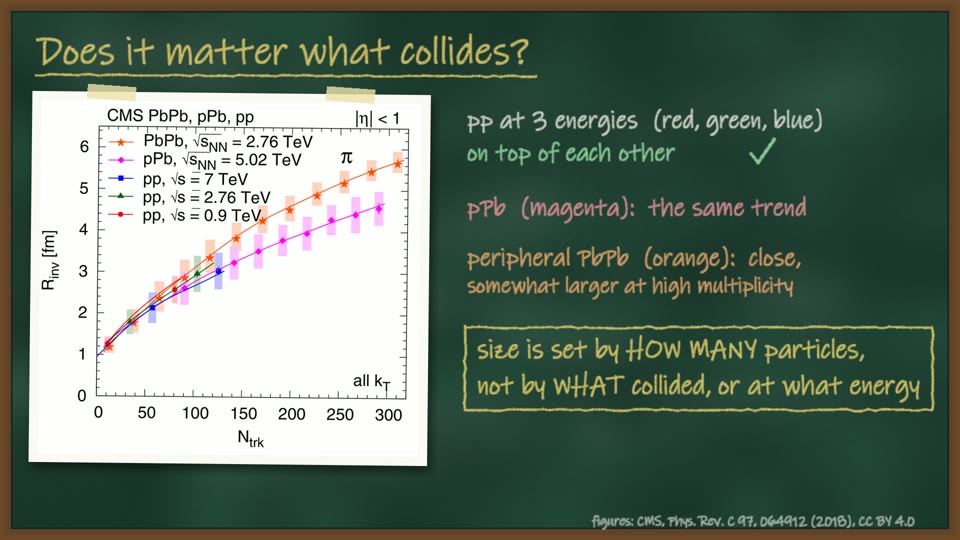 Does it matter what collides?
CMS PbPb, pPb, pp |η| < 1
PbPb, √sNN = 2.76 TeV
pPb, √sNN = 5.02 TeV
pp, √s = 7 TeV
pp, √s = 2.76 TeV
pp, √s = 0.9 TeV
π
Rinv [fm]
6
5
4
3
2
1
0
all kT
0 50 100 150 200 250 300
Ntrk
pp at 3 energies (red, green, blue)
on top of each other ✓
pPb (magenta): the same trend
peripheral PbPb (orange): close,
somewhat larger at high multiplicity
size is set by HOW MANY particles,
not by WHAT collided, or at what energy
figures: CMS, Phys. Rev. C 97, 064912 (2018), CC BY 4.0